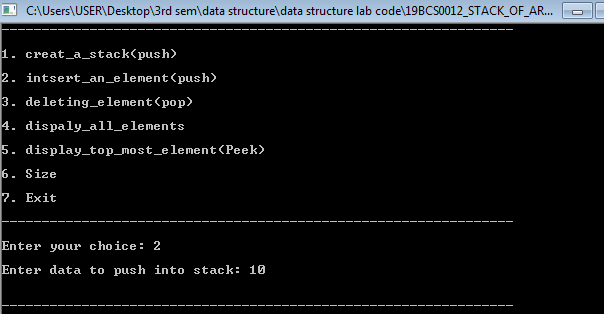 C:\Users\USER\Desktop\3rd sem\data structure\data structure lab code\19BCS0012_STACK_OF_AR...
1. creat_a_stack(push)
2. intsert_an_element(push)
3. deleting_element(pop)
4. dispaly_all_elements
5. display_top_most_element(Peek)
6. Size
7. Exit
Enter your choice: 2
Enter data to push into stack: 10